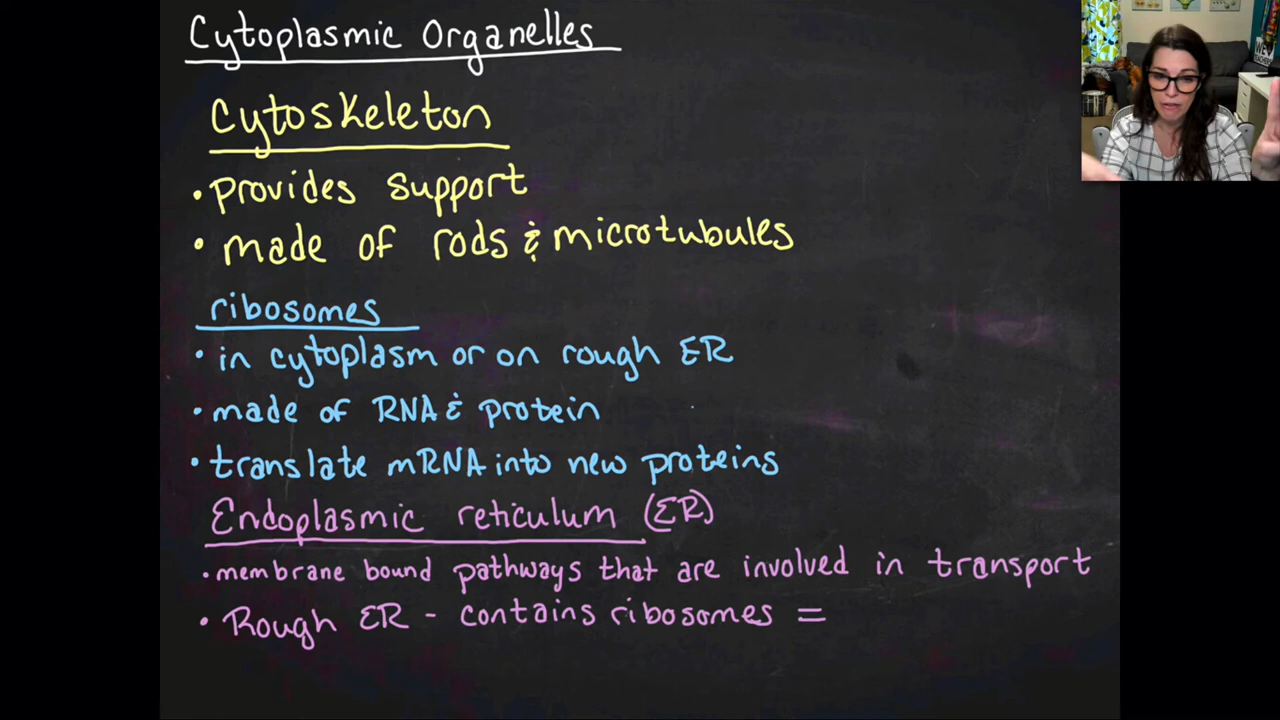 Cytoplasmic Organelles
Cytoskeleton
• provides support
• made of rods & microtubules
ribosomes
• in cytoplasm or on rough ER
• made of RNA & protein
• translate mRNA into new proteins
Endoplasmic reticulum (ER)
• membrane bound pathways that are involved in transport
• Rough ER - contains ribosomes =